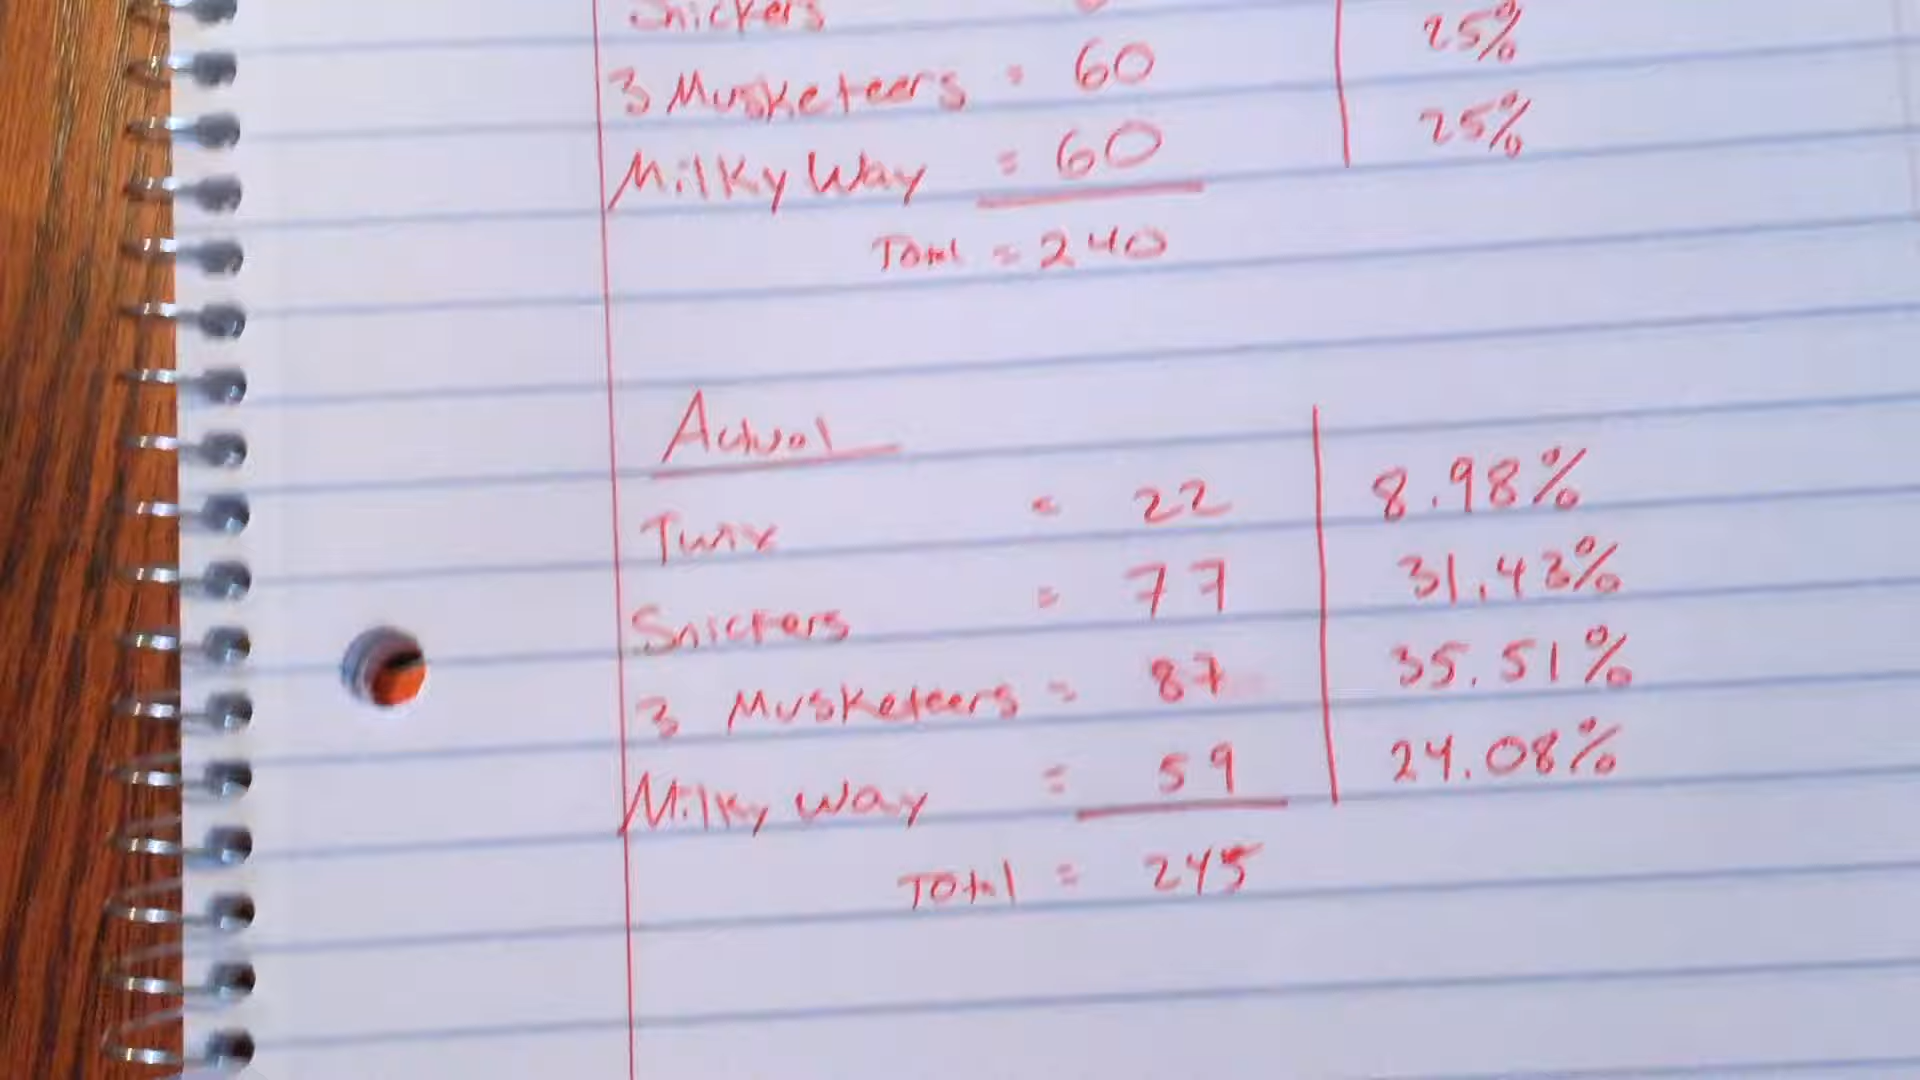 Snickers 25%
3 Musketeers = 60 25%
Milky Way = 60
Total = 240
Actual
Twix = 22 8.98%
Snickers = 77 31.43%
3 Musketeers = 87 35.51%
Milky Way = 59 24.08%
Total = 245